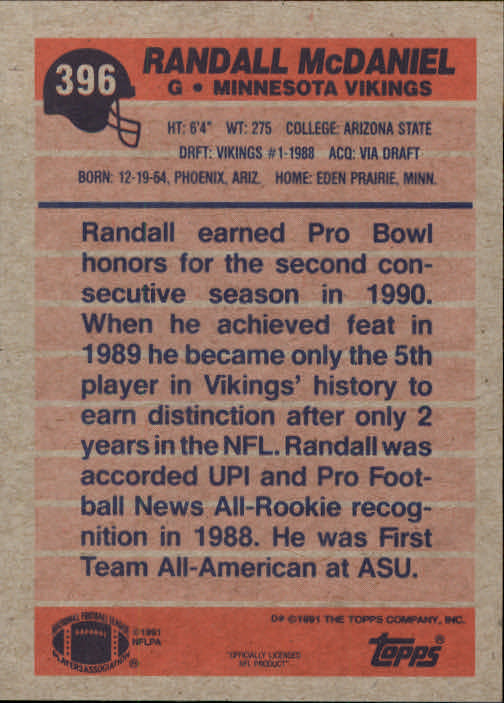 396
RANDALL McDANIEL
G • MINNESOTA VIKINGS
HT: 6'4" WT: 275 COLLEGE: ARIZONA STATE
DRFT: VIKINGS #1-1988 ACQ: VIA DRAFT
BORN: 12-19-64, PHOENIX, ARIZ. HOME: EDEN PRAIRIE, MINN.
Randall earned Pro Bowl
honors for the second con-
secutive season in 1990.
When he achieved feat in
1989 he became only the 5th
player in Vikings' history to
earn distinction after only 2
years in the NFL. Randall was
accorded UPI and Pro Foot-
ball News All-Rookie recog-
nition in 1988. He was First
Team All-American at ASU.
NATIONAL FOOTBALL LEAGUE
PLAYERS ASSOCIATION ®
© 1991
NFLPA
"OFFICIALLY LICENSED
NFL PRODUCT"
D* © 1991 THE TOPPS COMPANY, INC.
topps ®